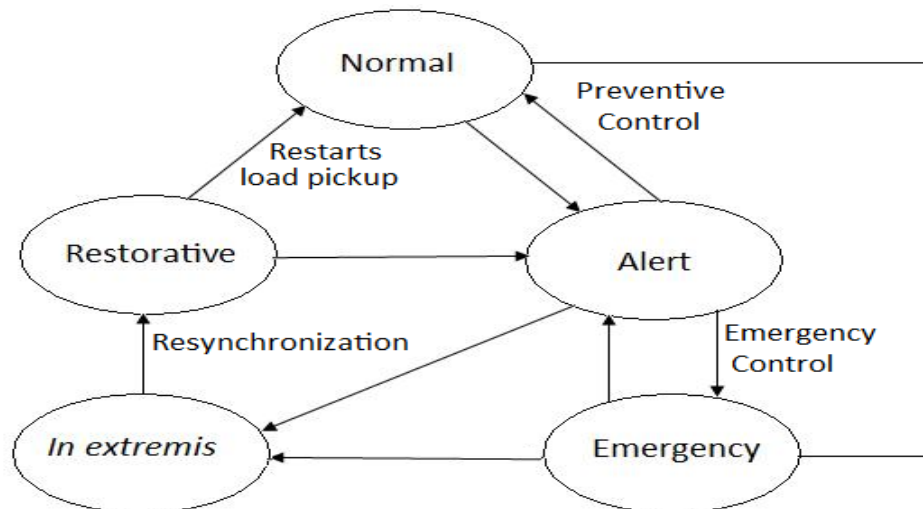 Normal
Preventive
Control
Restarts
load pickup
Restorative
Alert
Resynchronization
Emergency
Control
In extremis
Emergency